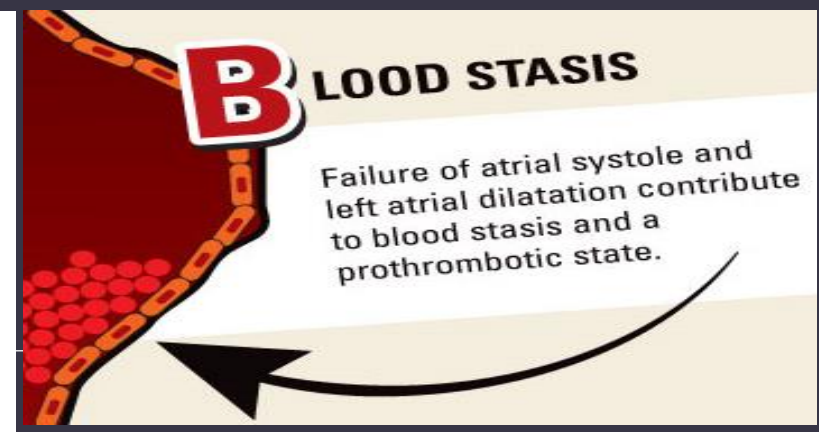 BLOOD STASIS
Failure of atrial systole and
left atrial dilatation contribute
to blood stasis and a
prothrombotic state.